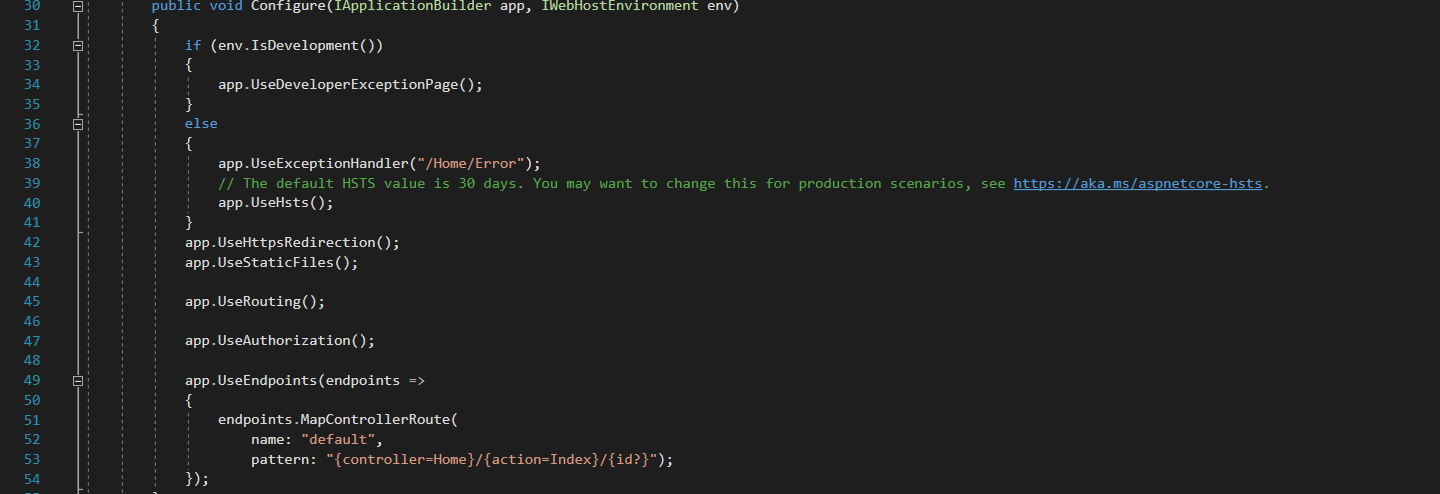 30 public void Configure(IApplicationBuilder app, IWebHostEnvironment env)
31 {
32 if (env.IsDevelopment())
33 {
34 app.UseDeveloperExceptionPage();
35 }
36 else
37 {
38 app.UseExceptionHandler("/Home/Error");
39 // The default HSTS value is 30 days. You may want to change this for production scenarios, see https://aka.ms/aspnetcore-hsts.
40 app.UseHsts();
41 }
42 app.UseHttpsRedirection();
43 app.UseStaticFiles();
44
45 app.UseRouting();
46
47 app.UseAuthorization();
48
49 app.UseEndpoints(endpoints =>
50 {
51 endpoints.MapControllerRoute(
52 name: "default",
53 pattern: "{controller=Home}/{action=Index}/{id?}");
54 });